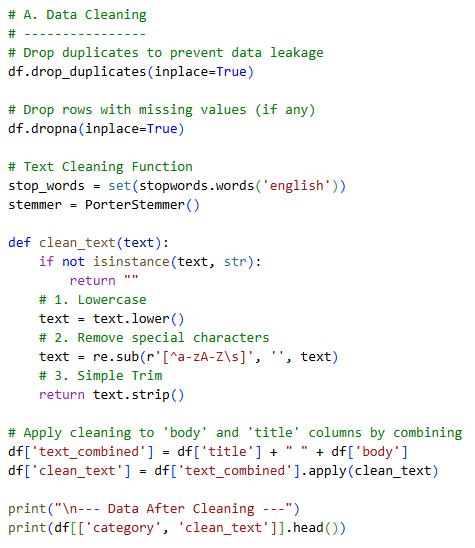 # A. Data Cleaning
# ----------------
# Drop duplicates to prevent data leakage
df.drop_duplicates(inplace=True)

# Drop rows with missing values (if any)
df.dropna(inplace=True)

# Text Cleaning Function
stop_words = set(stopwords.words('english'))
stemmer = PorterStemmer()

def clean_text(text):
    if not isinstance(text, str):
        return ""
    # 1. Lowercase
    text = text.lower()
    # 2. Remove special characters
    text = re.sub(r'[^a-zA-Z\s]', '', text)
    # 3. Simple Trim
    return text.strip()

# Apply cleaning to 'body' and 'title' columns by combining
df['text_combined'] = df['title'] + " " + df['body']
df['clean_text'] = df['text_combined'].apply(clean_text)

print("\n--- Data After Cleaning ---")
print(df[['category', 'clean_text']].head())